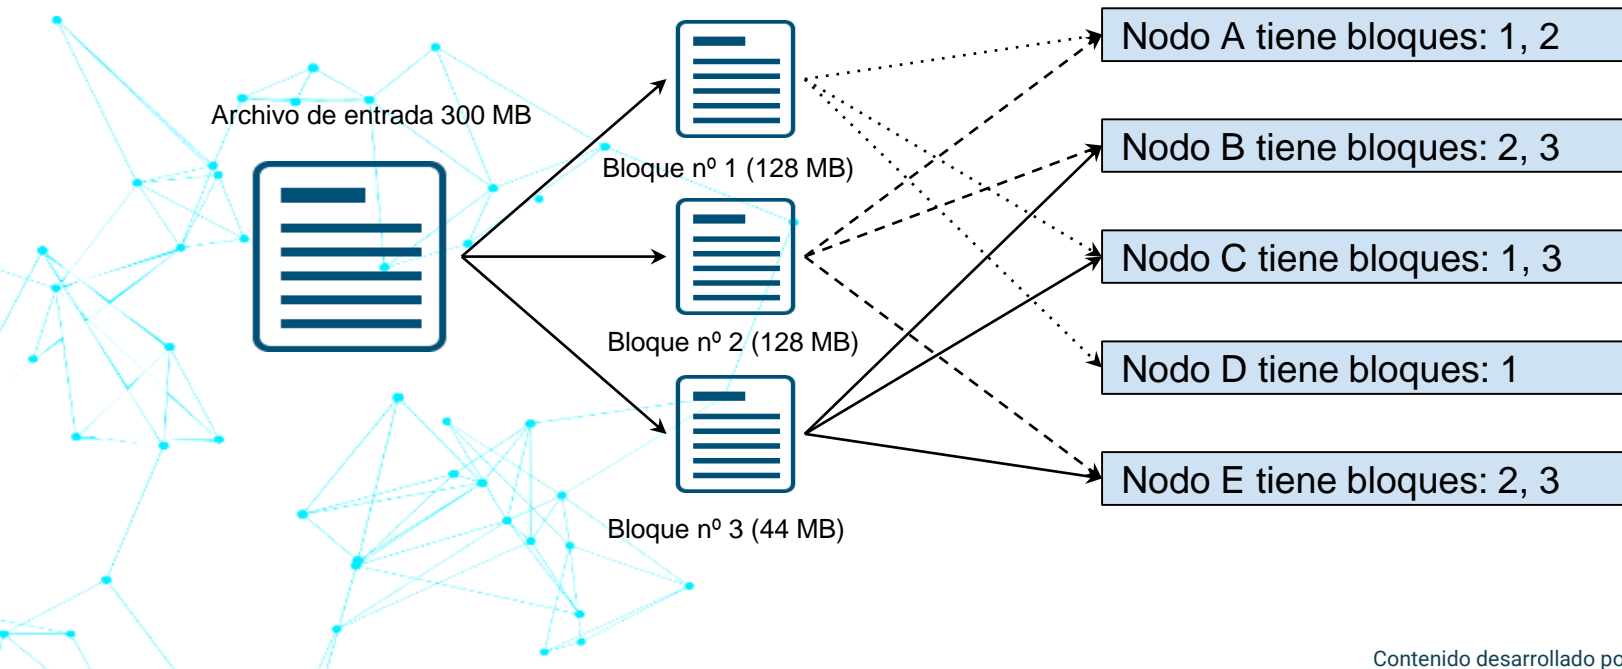 Archivo de entrada 300 MB
Bloque nº 1 (128 MB)
Bloque nº 2 (128 MB)
Bloque nº 3 (44 MB)
Nodo A tiene bloques: 1, 2
Nodo B tiene bloques: 2, 3
Nodo C tiene bloques: 1, 3
Nodo D tiene bloques: 1
Nodo E tiene bloques: 2, 3
Contenido desarrollado